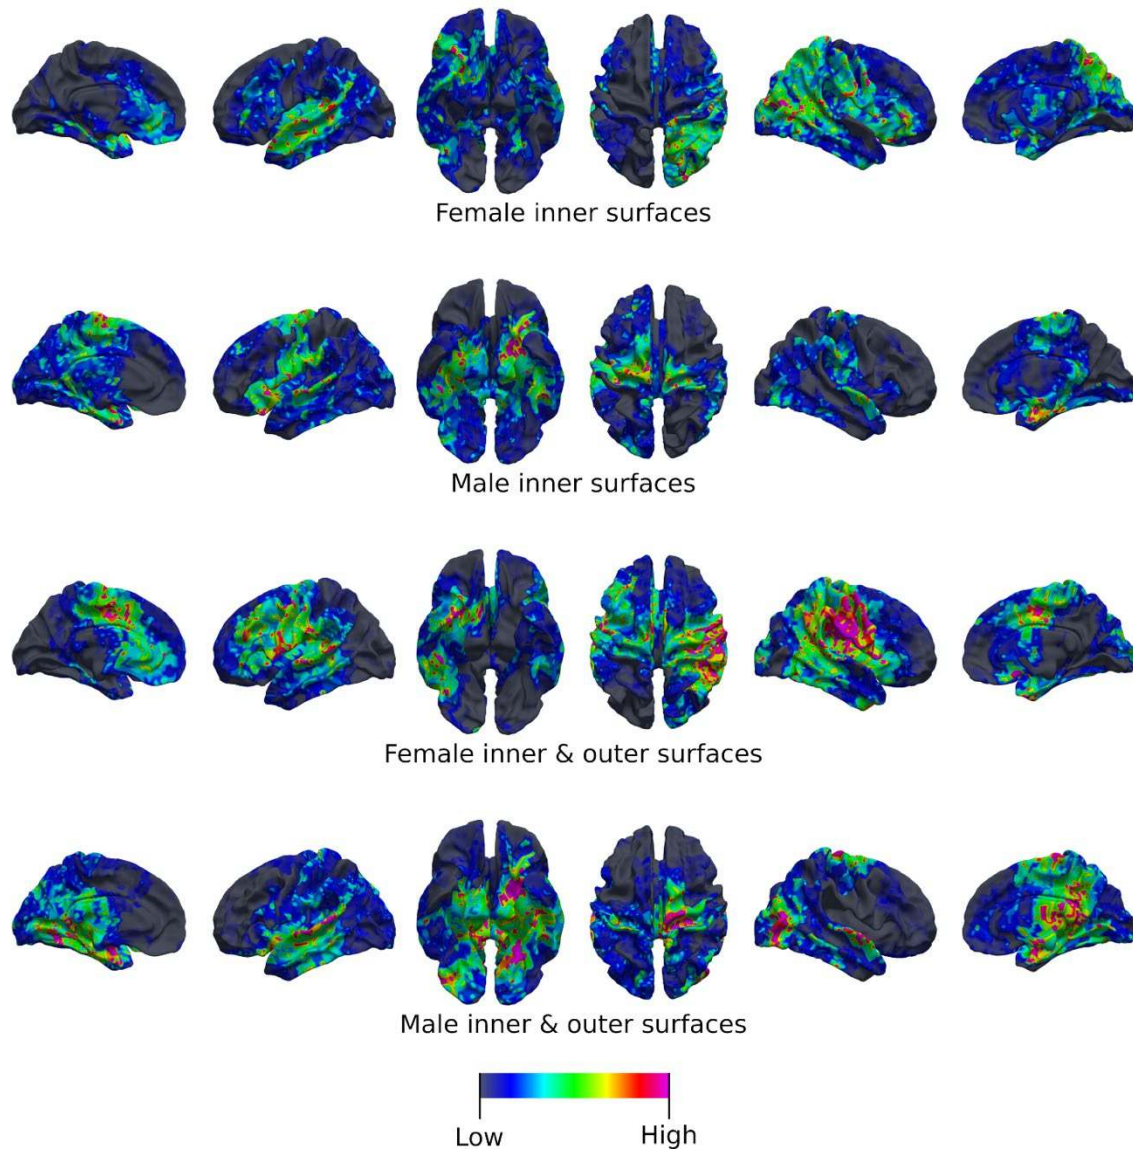 Female inner surfaces
Male inner surfaces
Female inner & outer surfaces
Male inner & outer surfaces
Low High